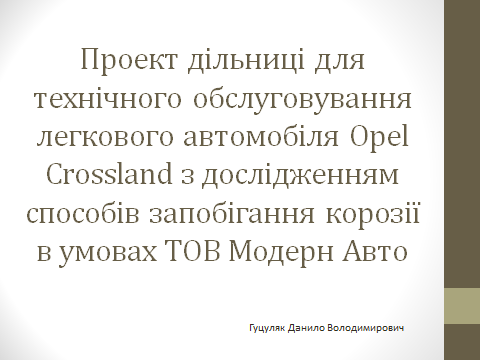 Проект дільниці для
технічного обслуговування
легкового автомобіля Opel
Crossland з дослідженням
способів запобігання корозії
в умовах ТОВ Модерн Авто
Гуцуляк Данило Володимирович